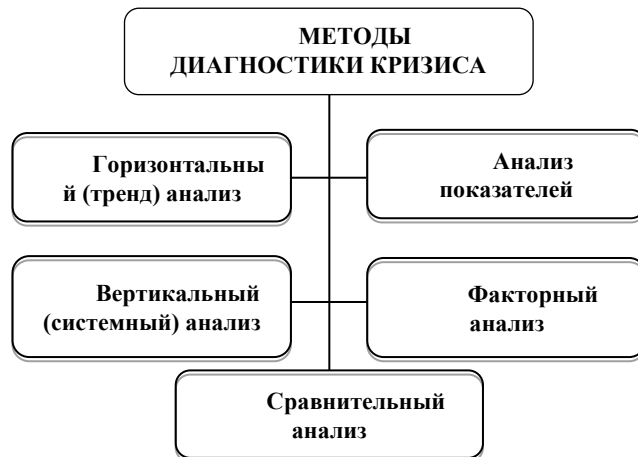 МЕТОДЫ
ДИАГНОСТИКИ КРИЗИСА
Горизонтальны
й (тренд) анализ
Анализ
показателей
Вертикальный
(системный) анализ
Факторный
анализ
Сравнительный
анализ